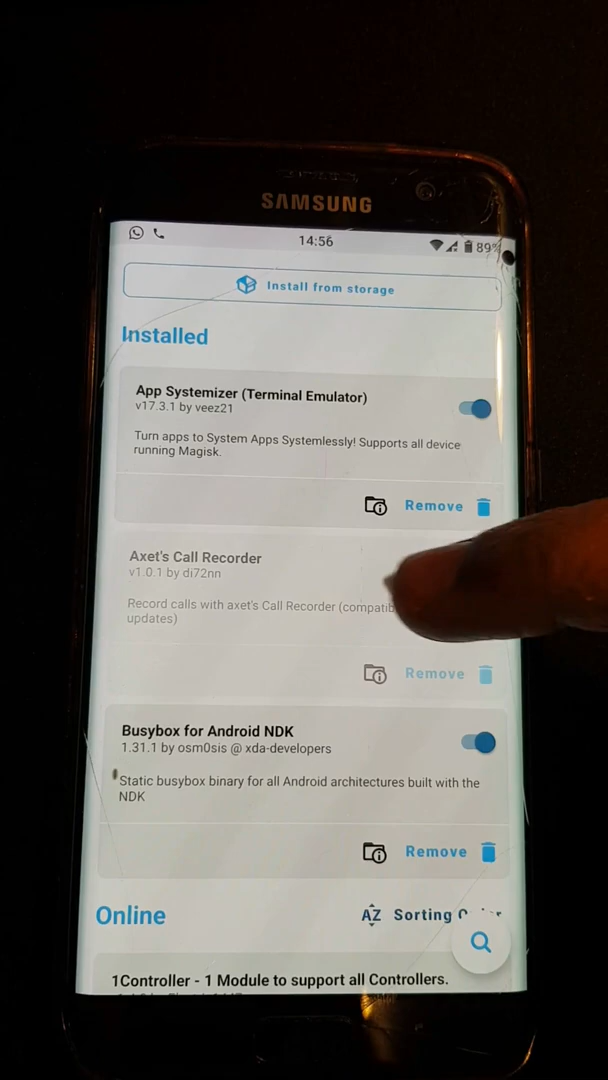 SAMSUNG
14:56
89%
Install from storage
Installed
App Systemizer (Terminal Emulator)
v17.3.1 by veez21
Turn apps to System Apps Systemlessly! Supports all device
running Magisk.
Remove
Axet's Call Recorder
v1.0.1 by di72nn
Record calls with axet's Call Recorder (compatib
updates)
Remove
Busybox for Android NDK
1.31.1 by osm0sis @ xda-developers
Static busybox binary for all Android architectures built with the
NDK
Remove
Online
AZ Sorting
1Controller - 1 Module to support all Controllers.